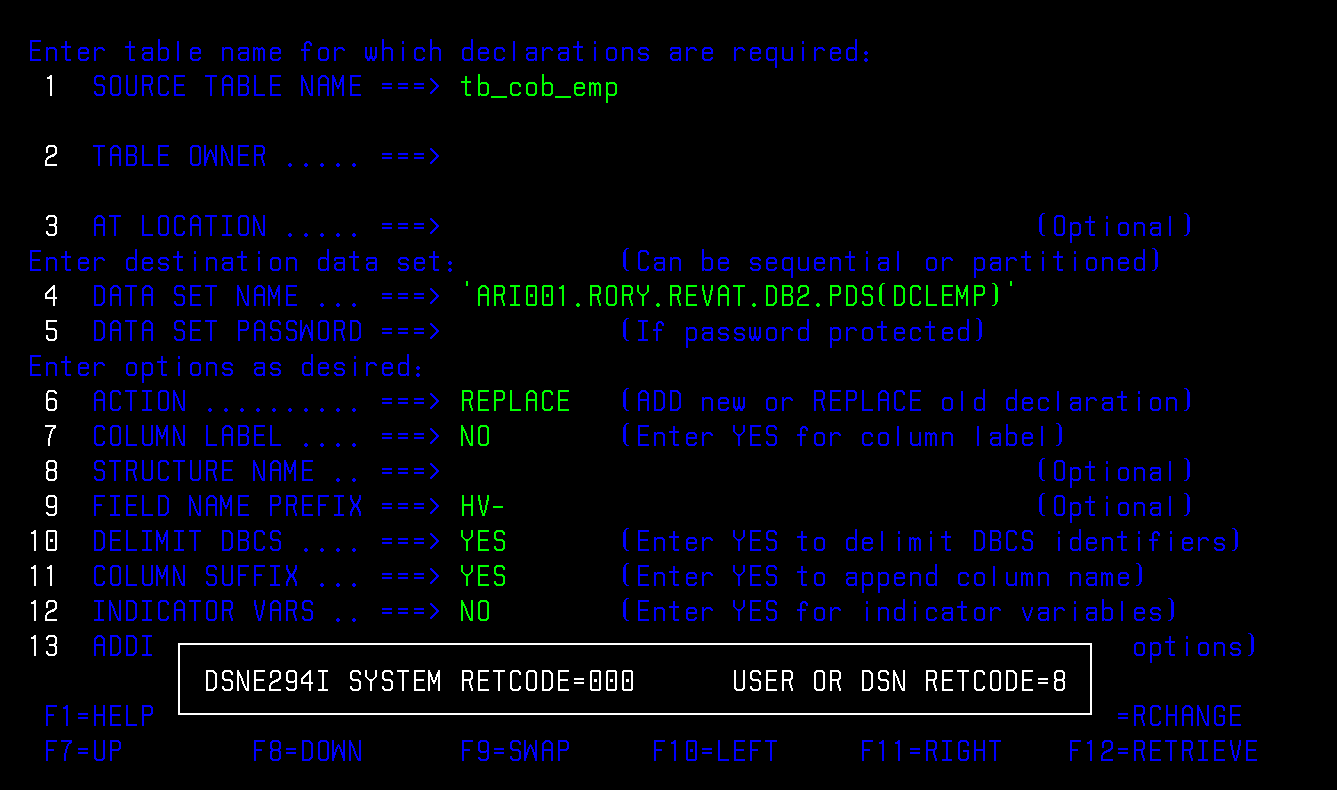 Enter table name for which declarations are required:
1 SOURCE TABLE NAME ===> tb_cob_emp
2 TABLE OWNER ..... ===>
3 AT LOCATION ..... ===> (Optional)
Enter destination data set: (Can be sequential or partitioned)
4 DATA SET NAME ... ===> 'ARI001.RORY.REVAT.DB2.PDS(DCLEMP)'
5 DATA SET PASSWORD ===> (If password protected)
Enter options as desired:
6 ACTION .......... ===> REPLACE (ADD new or REPLACE old declaration)
7 COLUMN LABEL .... ===> NO (Enter YES for column label)
8 STRUCTURE NAME .. ===> (Optional)
9 FIELD NAME PREFIX ===> HV- (Optional)
10 DELIMIT DBCS .... ===> YES (Enter YES to delimit DBCS identifiers)
11 COLUMN SUFFIX ... ===> YES (Enter YES to append column name)
12 INDICATOR VARS .. ===> NO (Enter YES for indicator variables)
13 ADDI options)
DSNE294I SYSTEM RETCODE=000 USER OR DSN RETCODE=8
F1=HELP =RCHANGE
F7=UP F8=DOWN F9=SWAP F10=LEFT F11=RIGHT F12=RETRIEVE